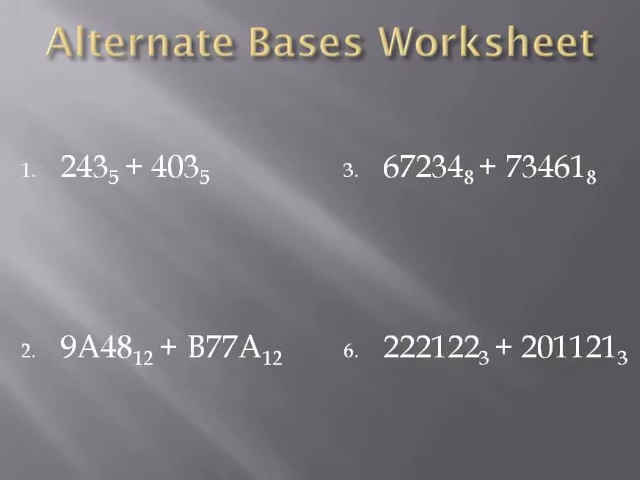 Alternate Bases Worksheet
1. 243₅ + 403₅
3. 67234₈ + 73461₈
2. 9A48₁₂ + B77A₁₂
6. 222122₃ + 201121₃